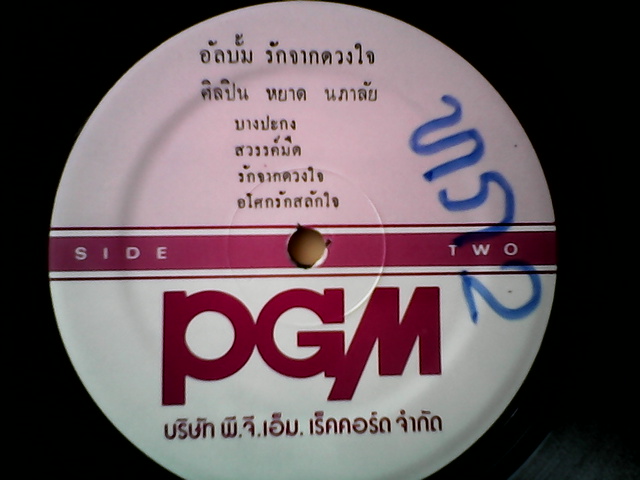 อัลบั้ม รักจากดวงใจ
ศิลปิน หยาด นภาลัย
บางปะกง
สวรรค์มืด
รักจากดวงใจ
อโศกรักสลักใจ
SIDE TWO
PGM
บริษัท พี.จี.เอ็ม. เร็คคอร์ด จำกัด